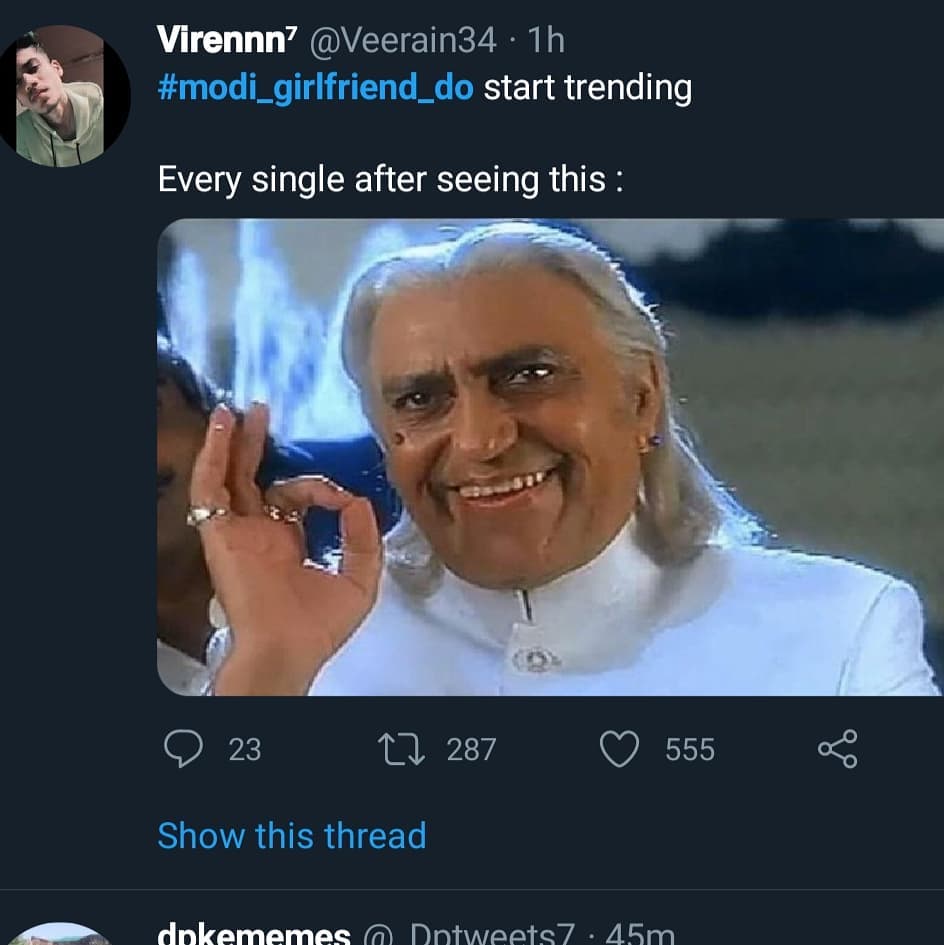 Virennn⁷ @Veerain34 · 1h
#modi_girlfriend_do start trending
Every single after seeing this :
23 287 555
Show this thread
dpkememes @_Dptweets7 · 45m